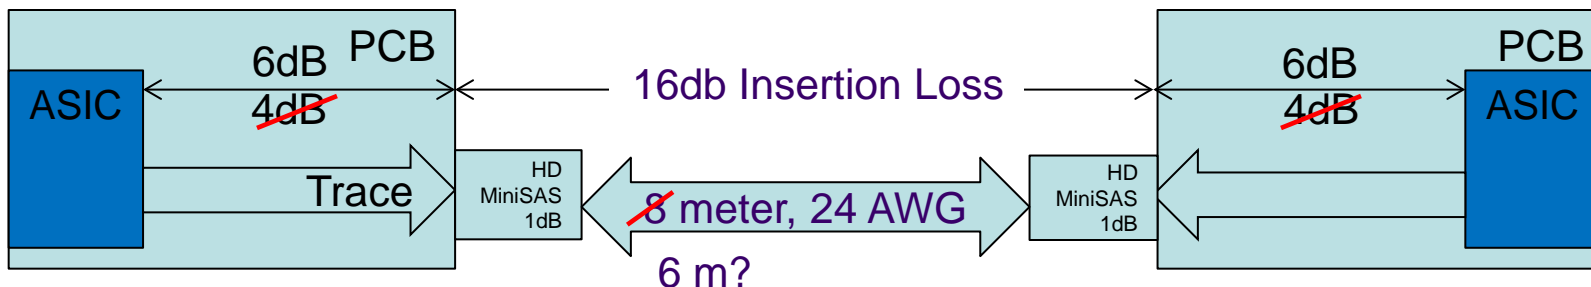 PCB
6dB
4dB
ASIC
Trace
16db Insertion Loss
HD
MiniSAS
1dB
8 meter, 24 AWG
6 m?
HD
MiniSAS
1dB
PCB
6dB
4dB
ASIC